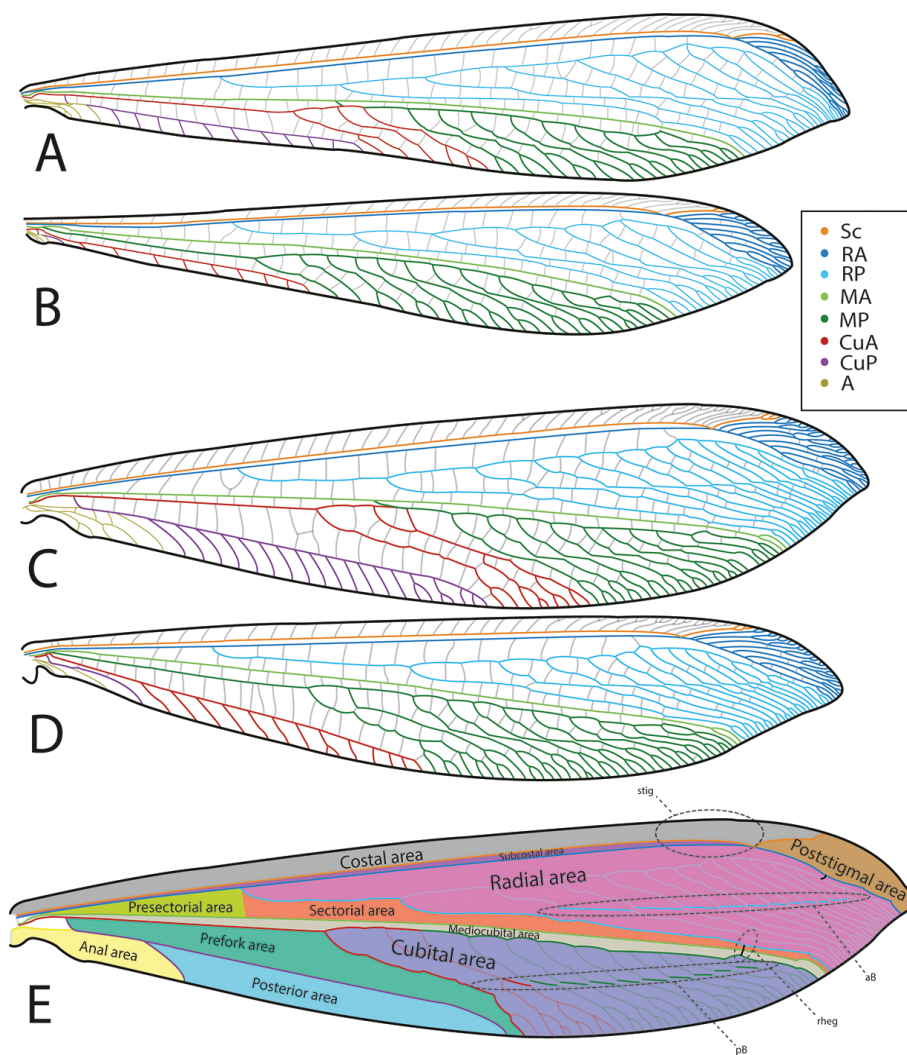 A
B
Sc
RA
RP
MA
MP
CuA
CuP
A
C
D
stig
Costal area
Subcostal area
Poststigmal area
Radial area
Presectorial area
Sectorial area
Mediocubital area
Prefork area
Cubital area
Anal area
Posterior area
E
aB
rheg
pB